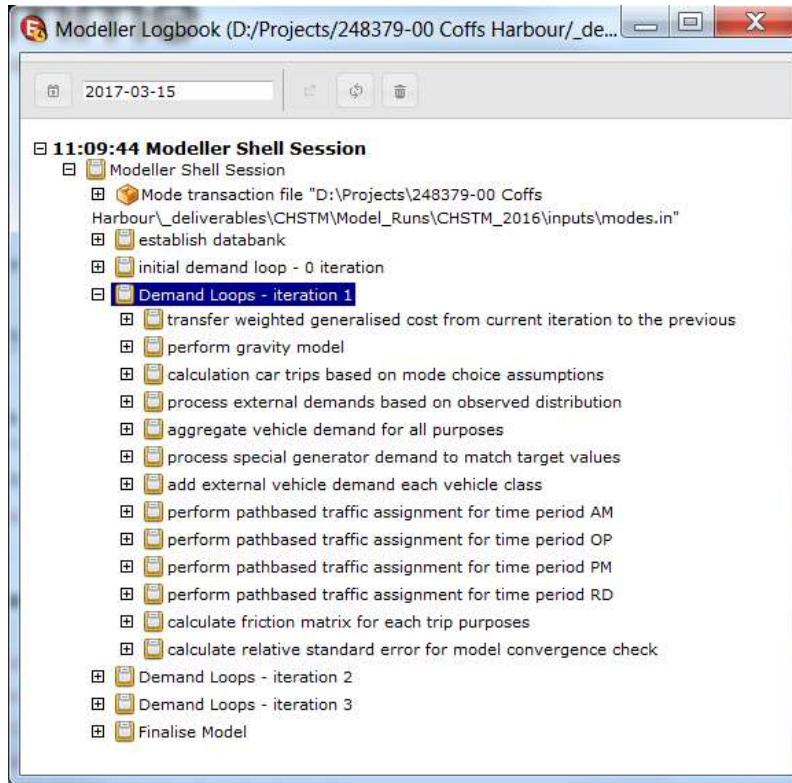 Modeller Logbook (D:/Projects/248379-00 Coffs Harbour/_de...
2017-03-15
11:09:44 Modeller Shell Session
Modeller Shell Session
Mode transaction file "D:\Projects\248379-00 Coffs
Harbour\_deliverables\CHSTM\Model_Runs\CHSTM_2016\inputs\modes.in"
establish databank
initial demand loop - 0 iteration
Demand Loops - iteration 1
transfer weighted generalised cost from current iteration to the previous
perform gravity model
calculation car trips based on mode choice assumptions
process external demands based on observed distribution
aggregate vehicle demand for all purposes
process special generator demand to match target values
add external vehicle demand each vehicle class
perform pathbased traffic assignment for time period AM
perform pathbased traffic assignment for time period OP
perform pathbased traffic assignment for time period PM
perform pathbased traffic assignment for time period RD
calculate friction matrix for each trip purposes
calculate relative standard error for model convergence check
Demand Loops - iteration 2
Demand Loops - iteration 3
Finalise Model